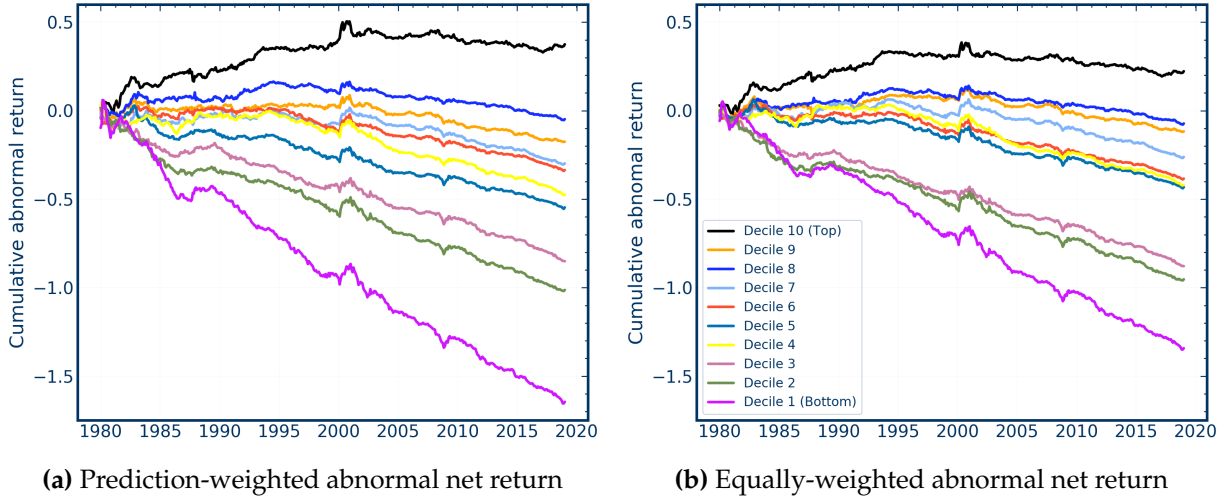 Cumulative abnormal return
0.5
0.0
−0.5
−1.0
−1.5
1980 1985 1990 1995 2000 2005 2010 2015 2020
(a) Prediction-weighted abnormal net return
Cumulative abnormal return
0.5
0.0
−0.5
−1.0
−1.5
Decile 10 (Top)
Decile 9
Decile 8
Decile 7
Decile 6
Decile 5
Decile 4
Decile 3
Decile 2
Decile 1 (Bottom)
1980 1985 1990 1995 2000 2005 2010 2015 2020
(b) Equally-weighted abnormal net return